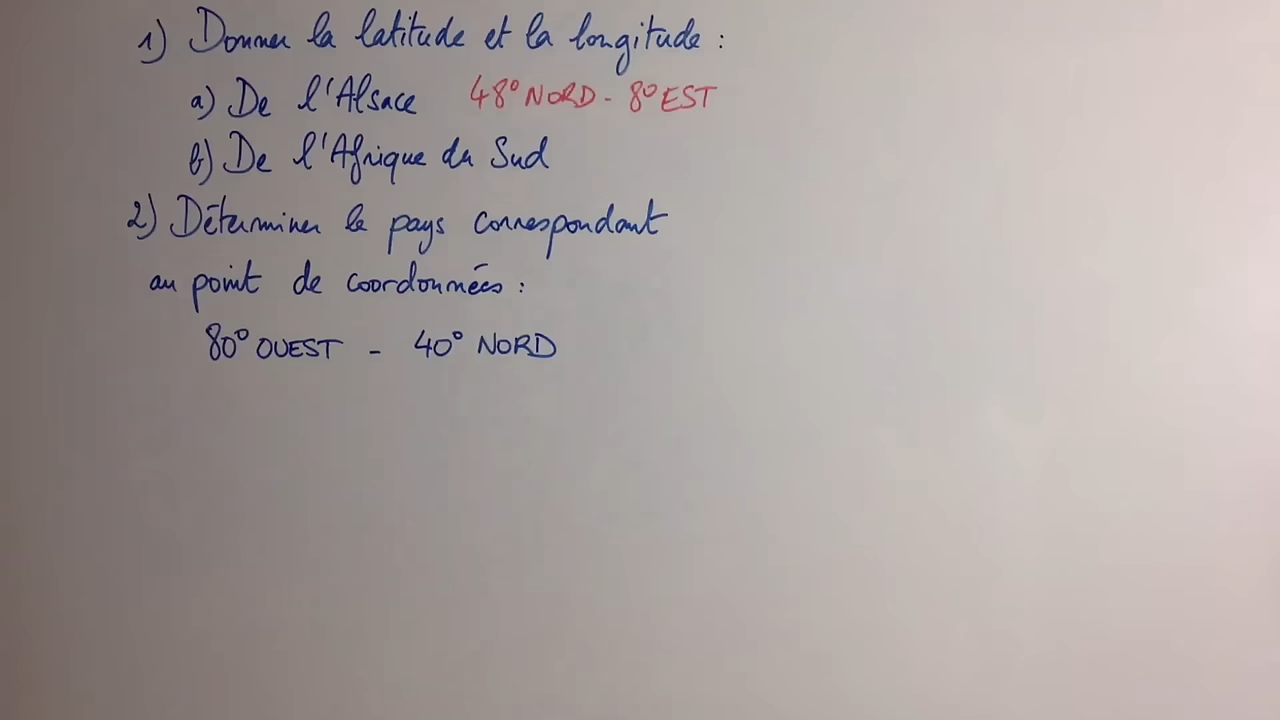 1) Donner la latitude et la longitude :
a) De l'Alsace 48° NORD - 8° EST
b) De l'Afrique du Sud
2) Déterminer le pays correspondant
au point de coordonnées :
80° OUEST - 40° NORD